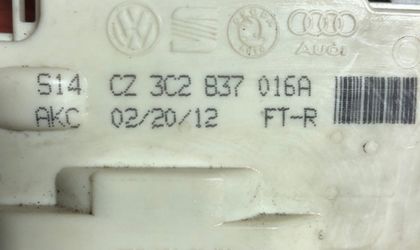 Audi
S14 CZ 3C2 837 016A
AKC 02/20/12 FT-R